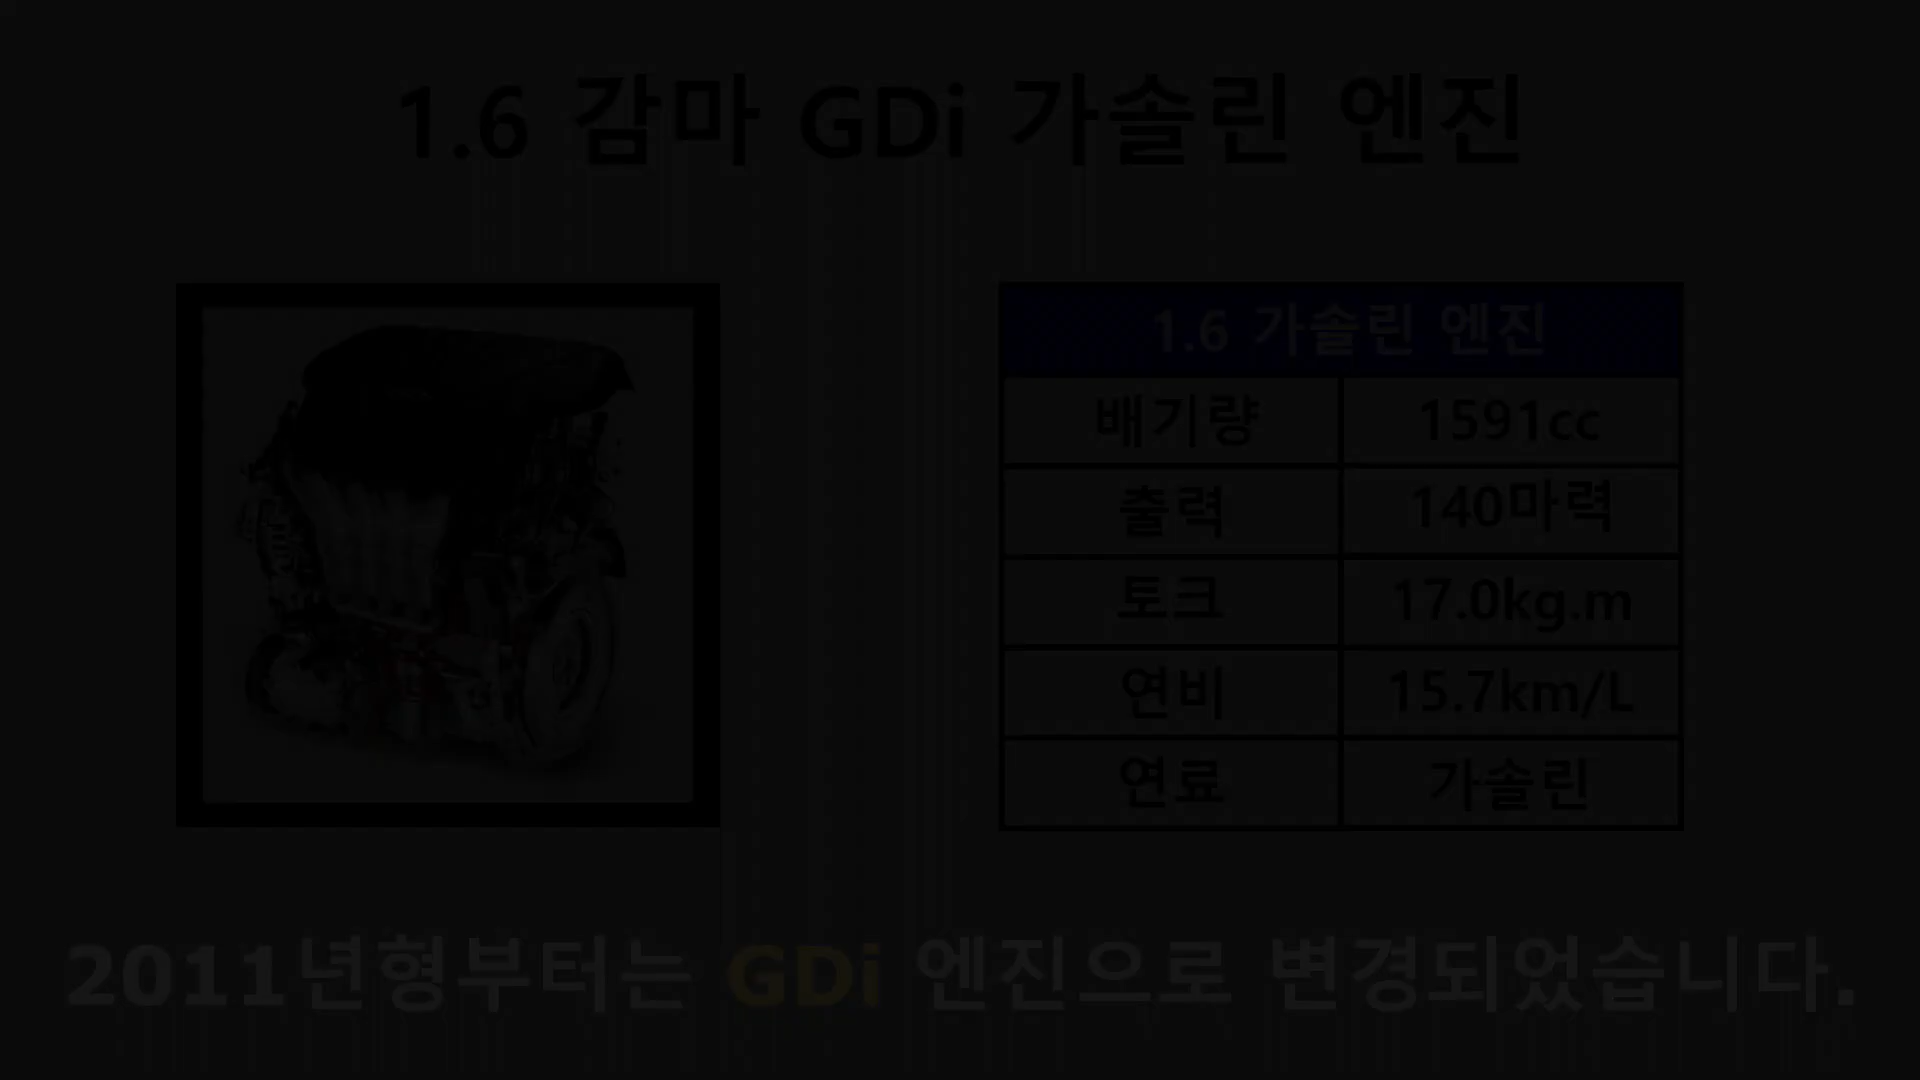 1.6 감마 GDi 가솔린 엔진
1.6 가솔린 엔진
배기량 1591cc
출력 140마력
토크 17.0kg.m
연비 15.7km/L
연료 가솔린
2011년형부터는 GDi 엔진으로 변경되었습니다.